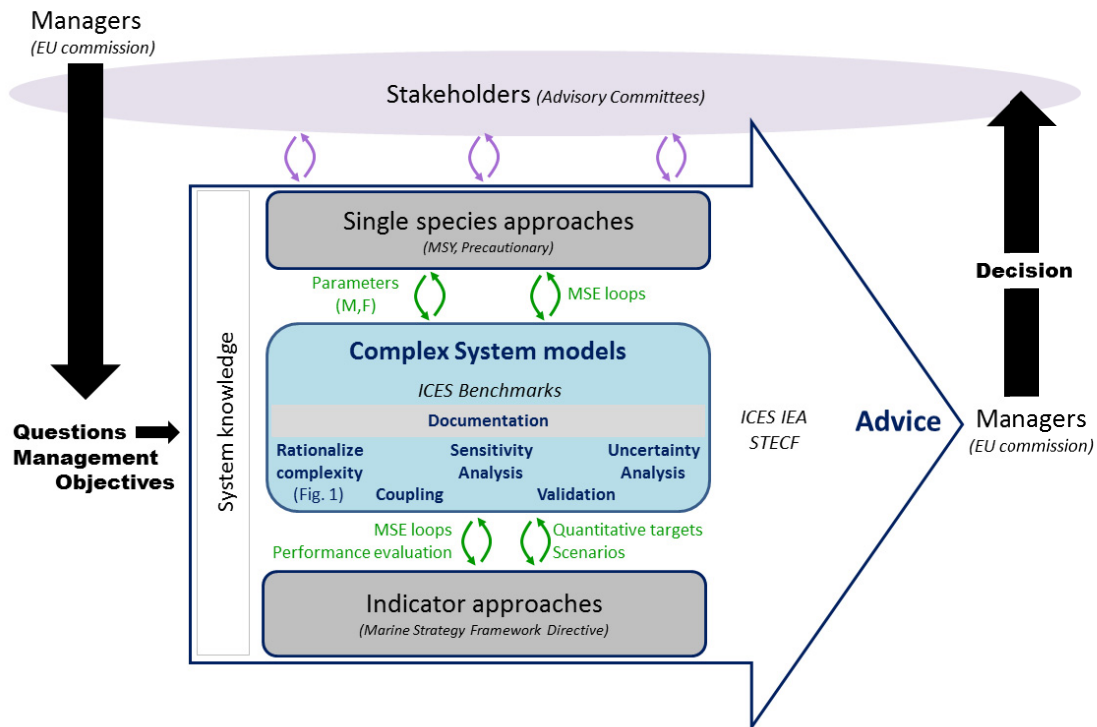 Managers
(EU commission)
Stakeholders (Advisory Committees)
Single species approaches
(MSY, Precautionary)
Parameters
(M,F)
MSE loops
Complex System models
ICES Benchmarks
Documentation
Rationalize
complexity
(Fig. 1)
Sensitivity
Analysis
Uncertainty
Analysis
Coupling
Validation
MSE loops
Performance evaluation
Quantitative targets
Scenarios
Indicator approaches
(Marine Strategy Framework Directive)
System knowledge
Questions
Management
Objectives
ICES IEA
STECF
Advice
Decision
Managers
(EU commission)